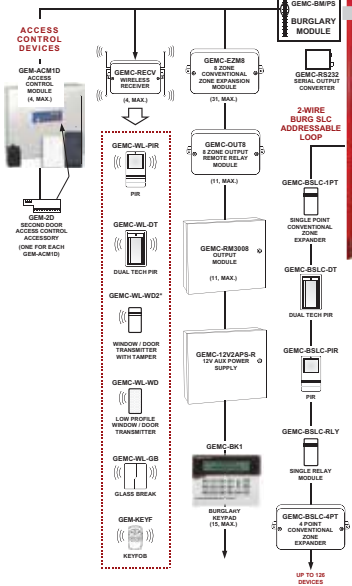 GEMC-BM/PS
BURGLARY
MODULE
ACCESS
CONTROL
DEVICES
GEM-ACM1D
ACCESS
CONTROL
MODULE
(4, MAX.)
GEM-2D
SECOND DOOR
ACCESS CONTROL
ACCESSORY
(ONE FOR EACH
GEM-ACM1D)
GEMC-RECV
WIRELESS
RECEIVER
(4, MAX.)
GEMC-WL-PIR
PIR
GEMC-WL-DT
DUAL TECH PIR
GEMC-WL-WD2*
WINDOW / DOOR
TRANSMITTER
WITH TAMPER
GEMC-WL-WD
LOW PROFILE
WINDOW / DOOR
TRANSMITTER
GEMC-WL-GB
GLASS BREAK
GEM-KEYF
KEYFOB
GEMC-EZM8
8 ZONE
CONVENTIONAL
ZONE EXPANSION
MODULE
(31, MAX.)
GEMC-OUT8
8 ZONE OUTPUT
REMOTE RELAY
MODULE
(11, MAX.)
GEMC-RM3008
OUTPUT
MODULE
(11, MAX.)
GEMC-12V2APS-R
12V AUX POWER
SUPPLY
GEMC-BK1
BURGLARY
KEYPAD
(15, MAX.)
GEMC-RS232
SERIAL OUTPUT
CONVERTER
2-WIRE
BURG SLC
ADDRESSABLE
LOOP
GEMC-BSLC-1PT
SINGLE POINT
CONVENTIONAL
ZONE
EXPANDER
GEMC-BSLC-DT
DUAL TECH PIR
GEMC-BSLC-PIR
PIR
GEMC-BSLC-RLY
SINGLE RELAY
MODULE
GEMC-BSLC-4PT
4 POINT
CONVENTIONAL
ZONE
EXPANDER
UP TO 126
DEVICES